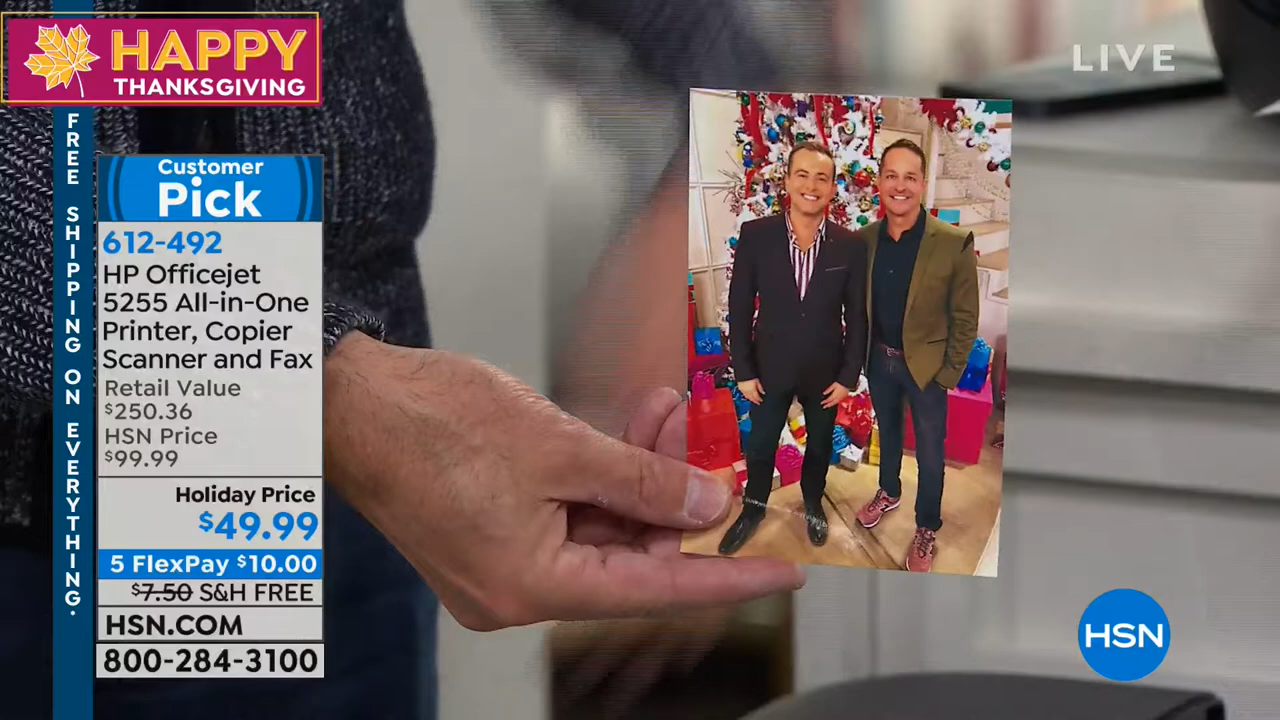 HAPPY
THANKSGIVING
LIVE
FREE SHIPPING ON EVERYTHING.
Customer
Pick
612-492
HP Officejet
5255 All-in-One
Printer, Copier
Scanner and Fax
Retail Value
$250.36
HSN Price
$99.99
Holiday Price
$49.99
5 FlexPay $10.00
$7.50 S&H FREE
HSN.COM
800-284-3100
HSN